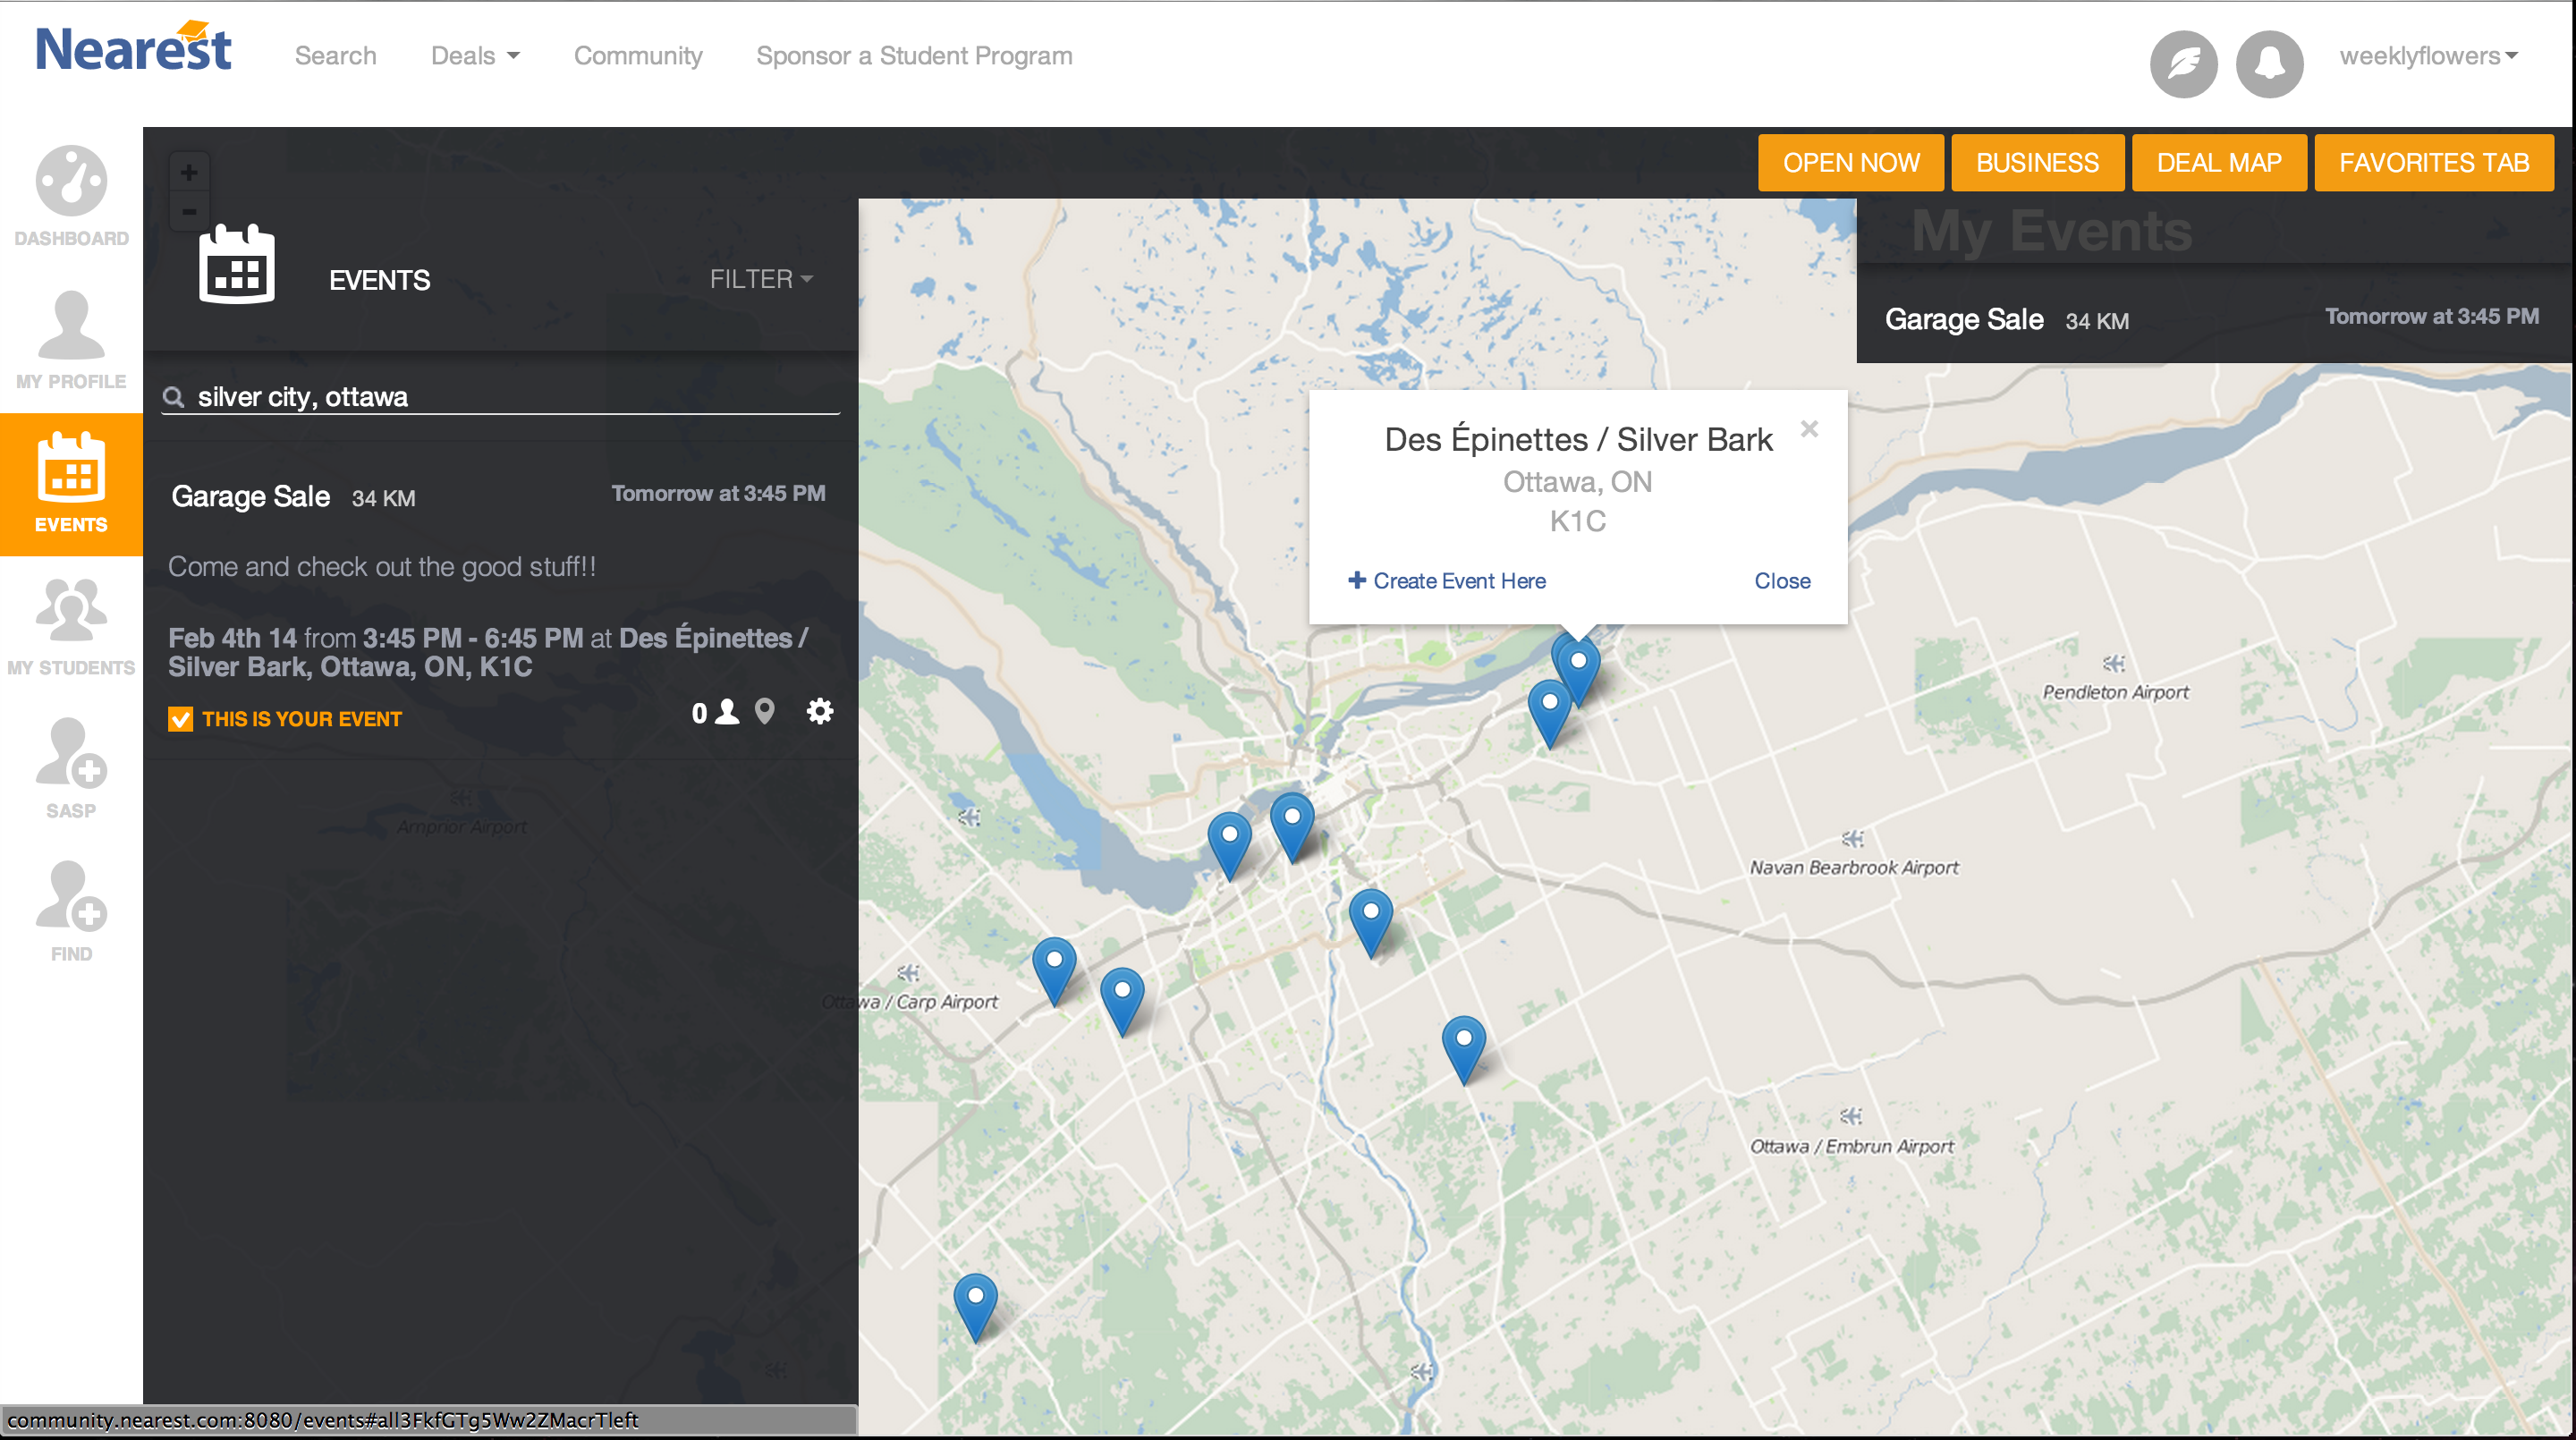 Nearest
Search
Deals
Community
Sponsor a Student Program
weeklyflowers
DASHBOARD
MY PROFILE
EVENTS
MY STUDENTS
SASP
FIND
+
-
OPEN NOW
BUSINESS
DEAL MAP
FAVORITES TAB
EVENTS
FILTER
silver city, ottawa
Garage Sale 34 KM
Tomorrow at 3:45 PM
Come and check out the good stuff!!
Feb 4th 14 from 3:45 PM - 6:45 PM at Des Épinettes /
Silver Bark, Ottawa, ON, K1C
THIS IS YOUR EVENT
0
My Events
Garage Sale 34 KM
Tomorrow at 3:45 PM
Des Épinettes / Silver Bark
×
Ottawa, ON
K1C
+ Create Event Here
Close
Pendleton Airport
Navan Bearbrook Airport
Arnprior Airport
Ottawa / Carp Airport
Ottawa / Embrun Airport
community.nearest.com:8080/events#all3FkfGTg5Ww2ZMacrTleft